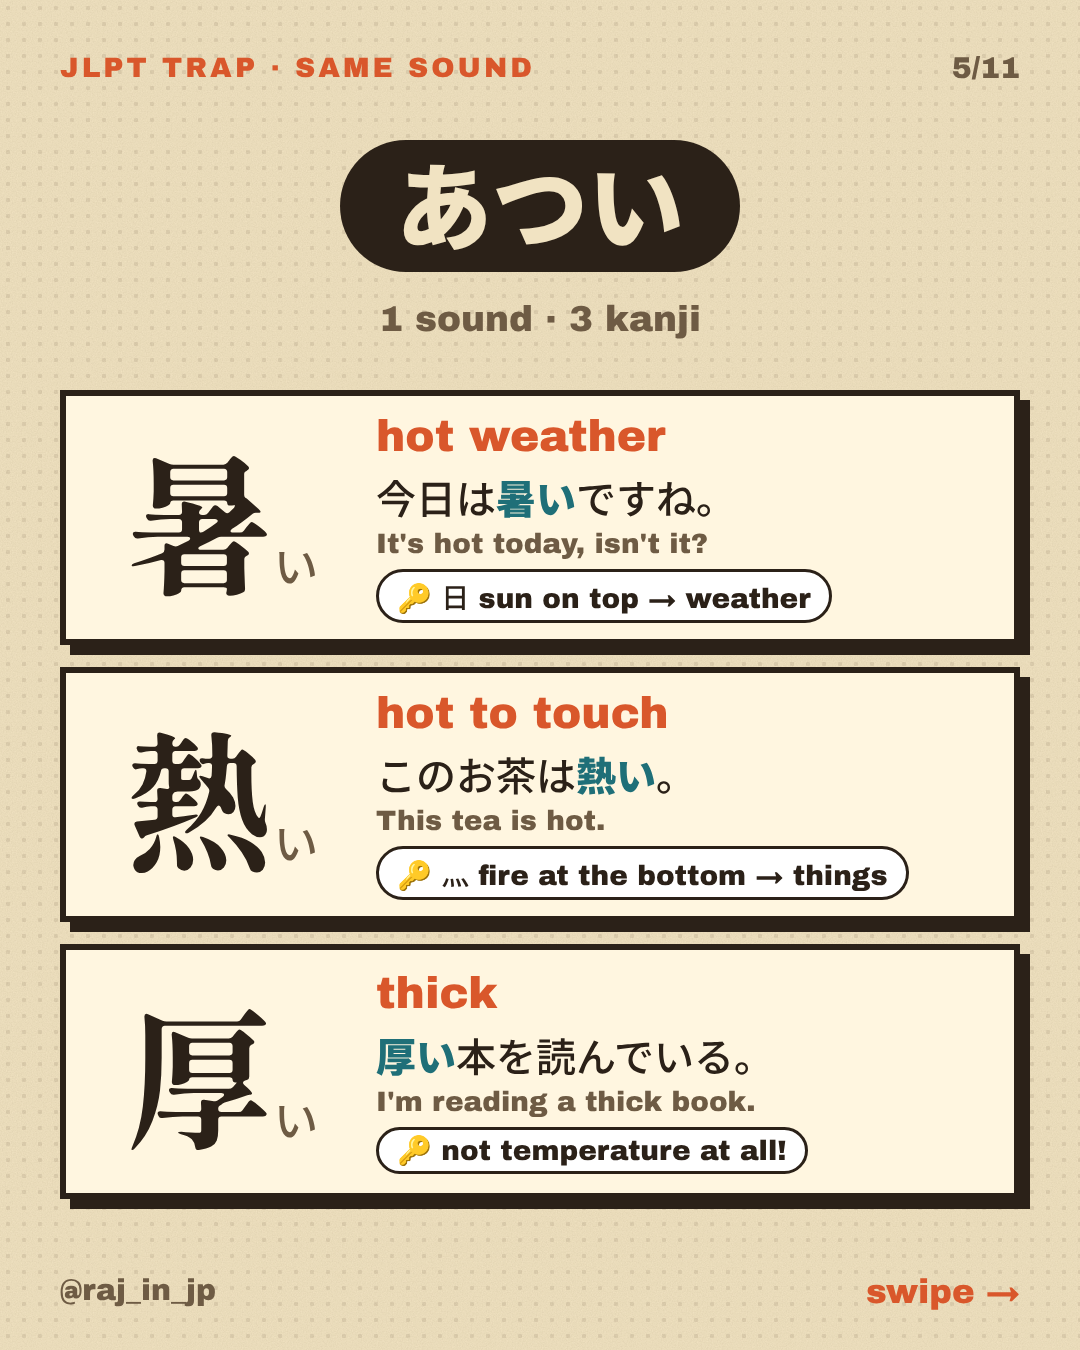 JLPT TRAP · SAME SOUND
5/11
あつい
1 sound · 3 kanji
暑い
hot weather
今日は暑いですね。
It's hot today, isn't it?
🔑 日 sun on top → weather
熱い
hot to touch
このお茶は熱い。
This tea is hot.
🔑 灬 fire at the bottom → things
厚い
thick
厚い本を読んでいる。
I'm reading a thick book.
🔑 not temperature at all!
@raj_in_jp
swipe →